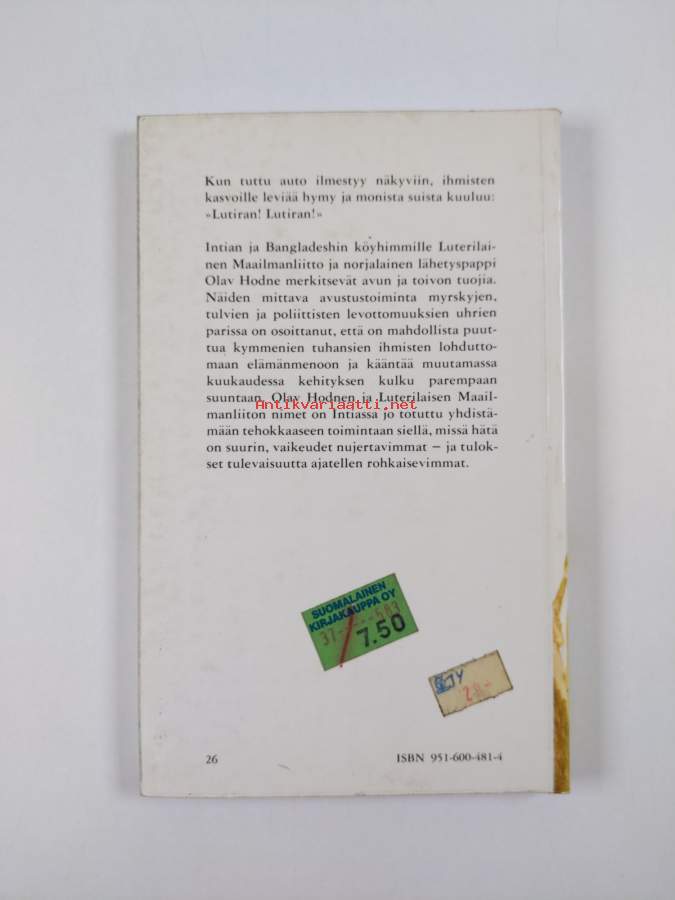 Kun tuttu auto ilmestyy näkyviin, ihmisten
kasvoille leviää hymy ja monista suista kuuluu:
»Lutiran! Lutiran!»
Intian ja Bangladeshin köyhimmille Luterilai-
nen Maailmanliitto ja norjalainen lähetyspappi
Olav Hodne merkitsevät avun ja toivon tuojia.
Näiden mittava avustustoiminta myrskyjen,
tulvien ja poliittisten levottomuuksien uhrien
parissa on osoittanut, että on mahdollista puut-
tua kymmenien tuhansien ihmisten lohdutto-
maan elämänmenoon ja kääntää muutamassa
kuukaudessa kehityksen kulku parempaan
suuntaan. Olav Hodnen ja Luterilaisen Maail-
Antikvariaatti.net
manliiton nimet on Intiassa jo totuttu yhdistä-
mään tehokkaaseen toimintaan siellä, missä hätä
on suurin, vaikeudet nujertavimmat – ja tulok-
set tulevaisuutta ajatellen rohkaisevimmat.
SUOMALAINEN
KIRJAKAUPPA OY
7.50
26
ISBN 951-600-481-4